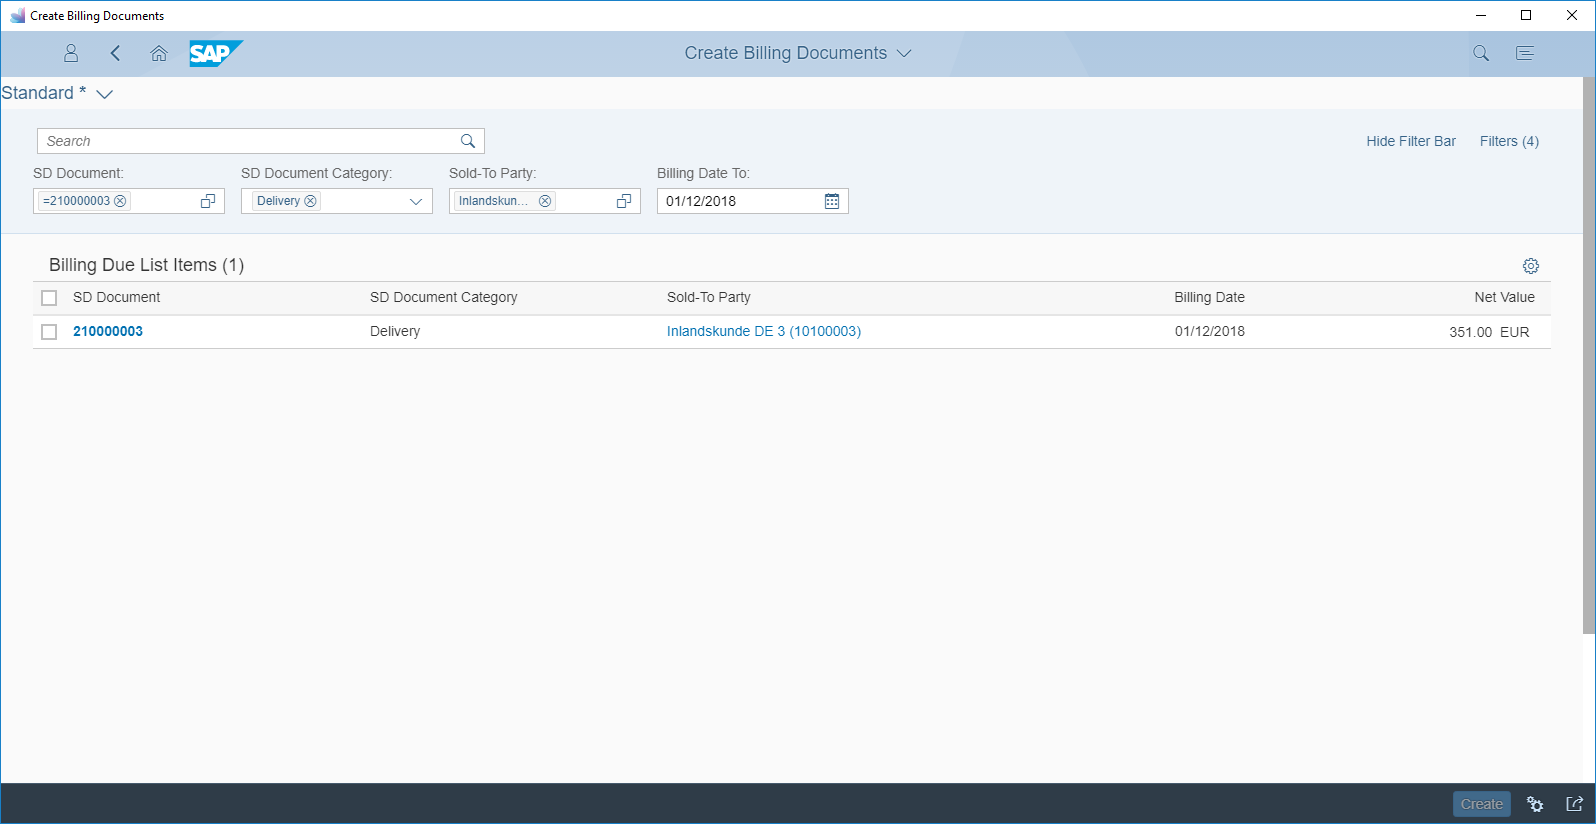 Create Billing Documents
SAP
Create Billing Documents
Standard *
Search
Hide Filter Bar
Filters (4)
SD Document:
SD Document Category:
Sold-To Party:
Billing Date To:
=210000003
Delivery
Inlandskun...
01/12/2018
Billing Due List Items (1)
SD Document
SD Document Category
Sold-To Party
Billing Date
Net Value
210000003
Delivery
Inlandskunde DE 3 (10100003)
01/12/2018
351.00 EUR
Create